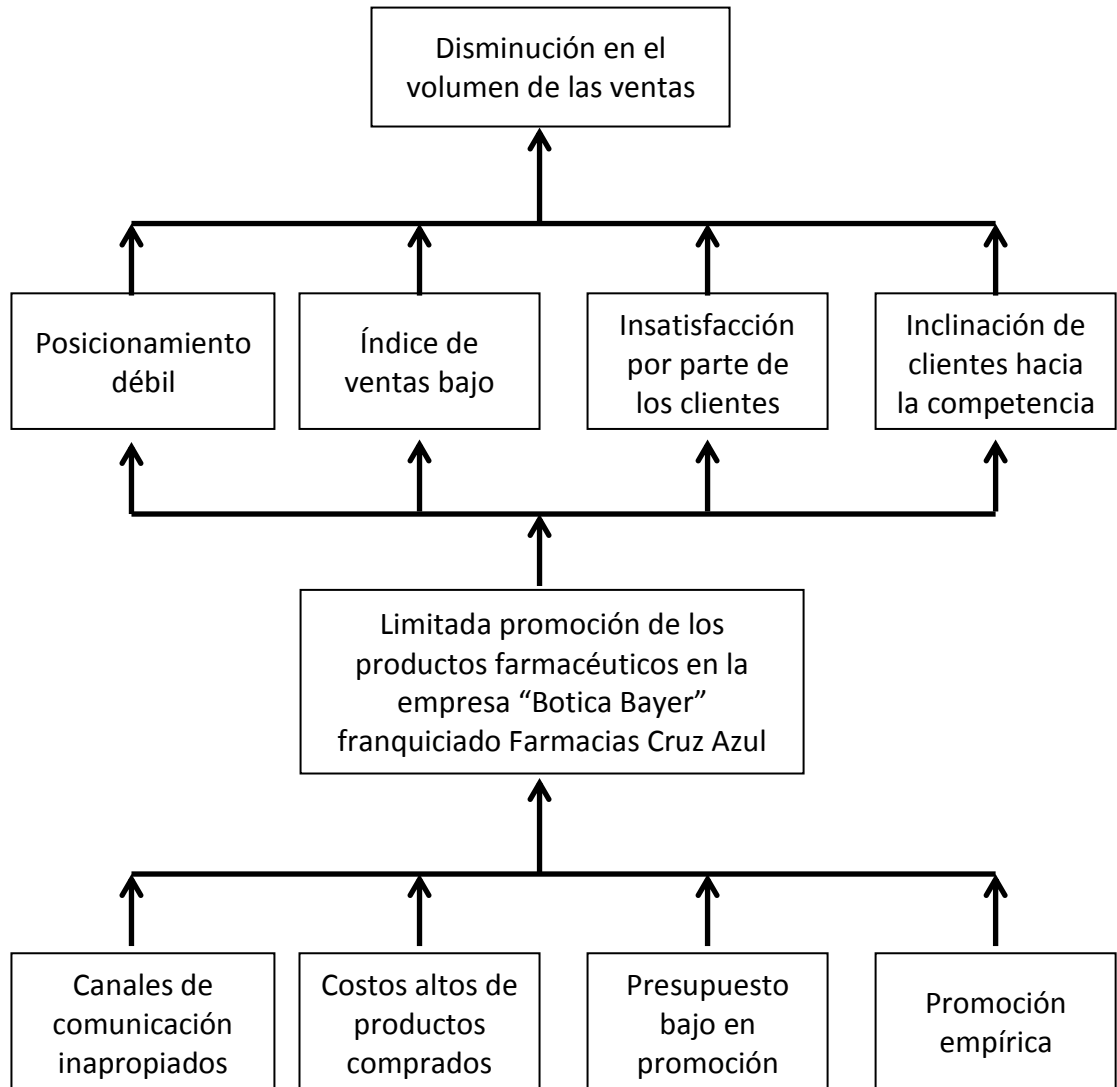 Disminución en el
volumen de las ventas
Posicionamiento
débil
Índice de
ventas bajo
Insatisfacción
por parte de
los clientes
Inclinación de
clientes hacia
la competencia
Limitada promoción de los
productos farmacéuticos en la
empresa “Botica Bayer”
franquiciado Farmacias Cruz Azul
Canales de
comunicación
inapropiados
Costos altos de
productos
comprados
Presupuesto
bajo en
promoción
Promoción
empírica